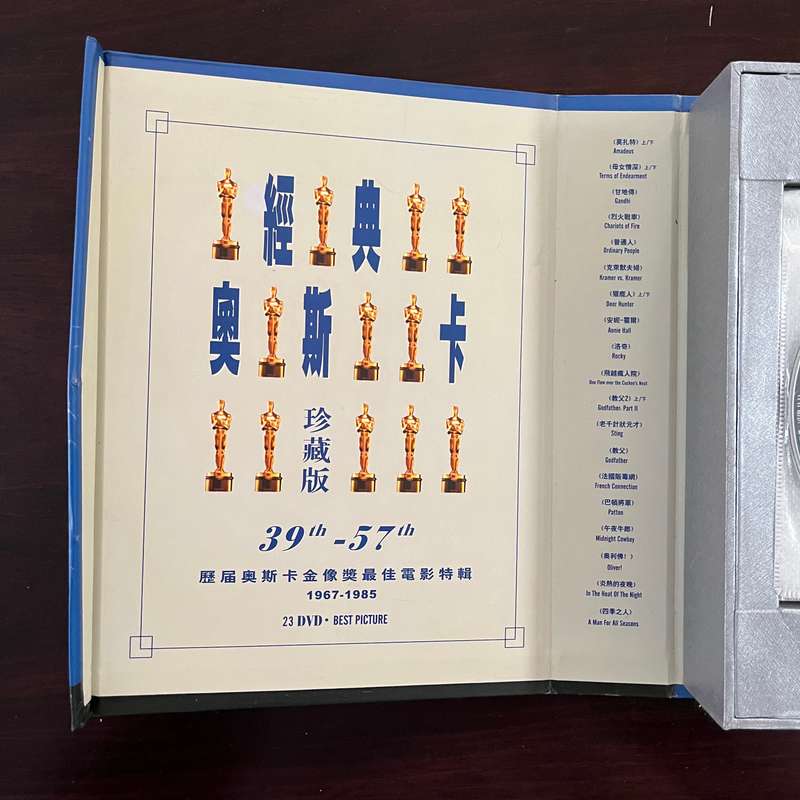 經典
奧斯卡
珍藏版
39th -57th
歷屆奧斯卡金像獎最佳電影特輯
1967-1985
23 DVD · BEST PICTURE
《莫扎特》上/下
Amadeus
《母女情深》上/下
Terms of Endearment
《甘地傳》
Gandhi
《烈火戰車》
Chariots of Fire
《普通人》
Ordinary People
《克萊默夫婦》
Kramer vs. Kramer
《獵鹿人》上/下
Deer Hunter
《安妮-霍爾》
Annie Hall
《洛奇》
Rocky
《飛越瘋人院》
One Flew over the Cuckoo's Nest
《教父2》上/下
Godfather. Part II
《老千計狀元才》
Sting
《教父》
Godfather
《法國販毒網》
French Connection
《巴頓將軍》
Patton
《午夜牛郎》
Midnight Cowboy
《奧利佛！》
Oliver!
《炎熱的夜晚》
In The Heat Of The Night
《四季之人》
A Man For All Seasons